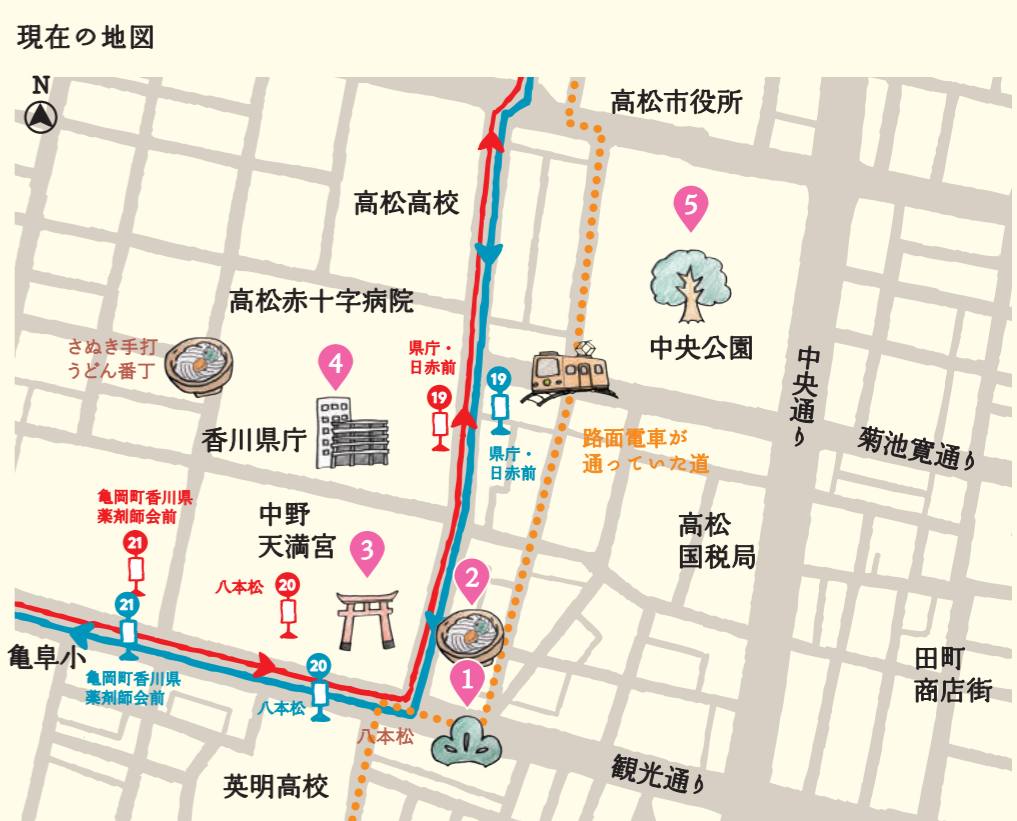 現在の地図
N
高松市役所
高松高校
5
高松赤十字病院
中央公園
さぬき手打
うどん番丁
4
県庁・
日赤前
19
19
県庁・
日赤前
香川県庁
路面電車が
通っていた道
中央通り
菊池寛通り
亀岡町香川県
薬剤師会前
21
中野
天満宮
3
高松
国税局
八本松
20
2
21
亀阜小
亀岡町香川県
薬剤師会前
20
八本松
1
八本松
田町
商店街
英明高校
観光通り